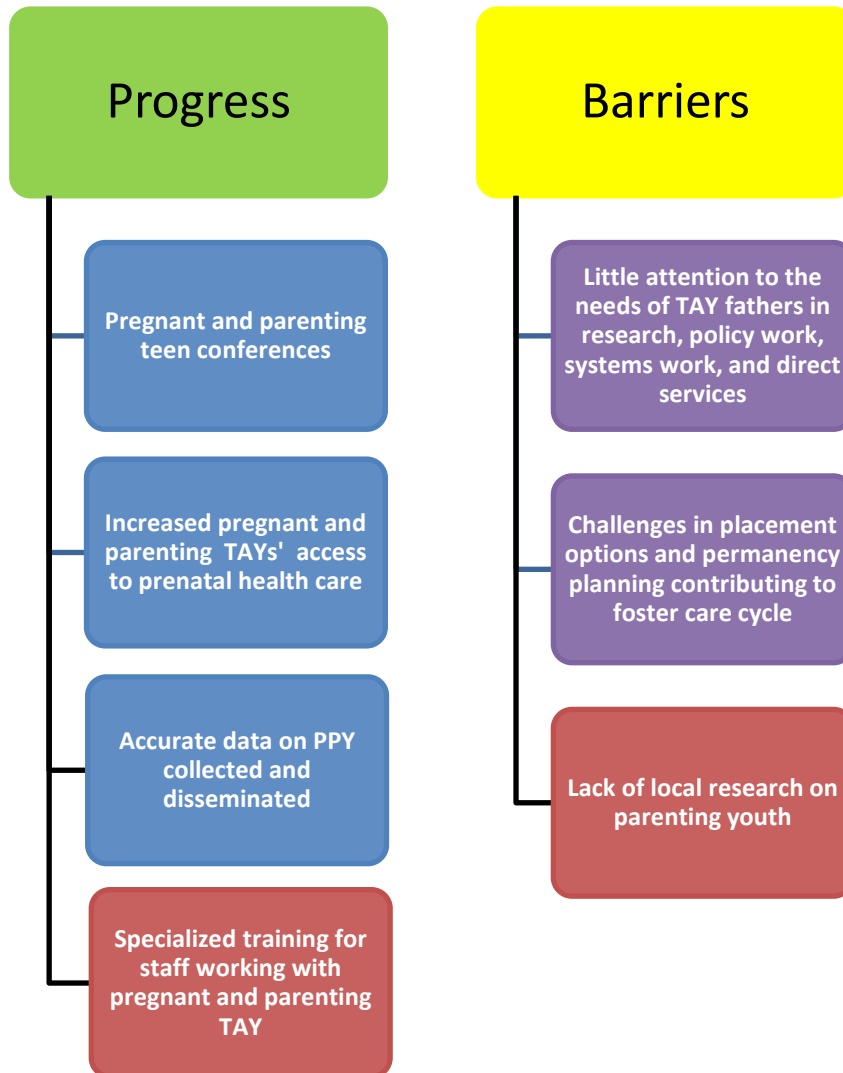 Progress
Pregnant and parenting
teen conferences
Increased pregnant and
parenting TAYs' access
to prenatal health care
Accurate data on PPY
collected and
disseminated
Specialized training for
staff working with
pregnant and parenting
TAY
Barriers
Little attention to the
needs of TAY fathers in
research, policy work,
systems work, and direct
services
Challenges in placement
options and permanency
planning contributing to
foster care cycle
Lack of local research on
parenting youth